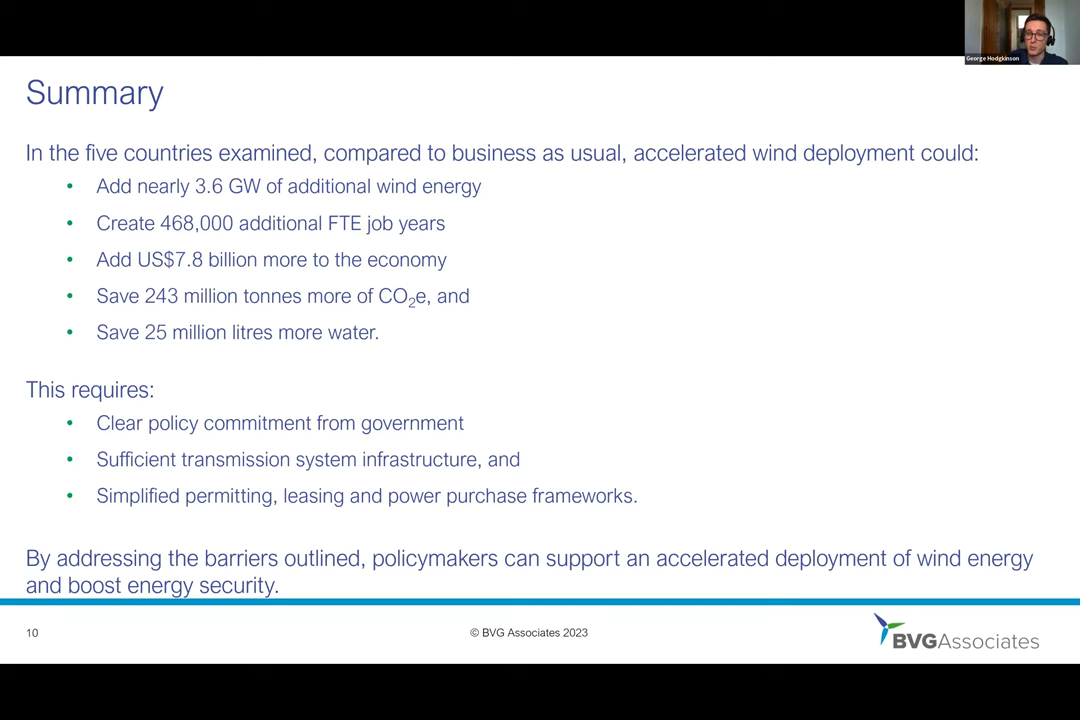 George Hodgkinson
Summary
In the five countries examined, compared to business as usual, accelerated wind deployment could:
• Add nearly 3.6 GW of additional wind energy
• Create 468,000 additional FTE job years
• Add US$7.8 billion more to the economy
• Save 243 million tonnes more of CO₂e, and
• Save 25 million litres more water.
This requires:
• Clear policy commitment from government
• Sufficient transmission system infrastructure, and
• Simplified permitting, leasing and power purchase frameworks.
By addressing the barriers outlined, policymakers can support an accelerated deployment of wind energy
and boost energy security.
10
© BVG Associates 2023
BVGAssociates